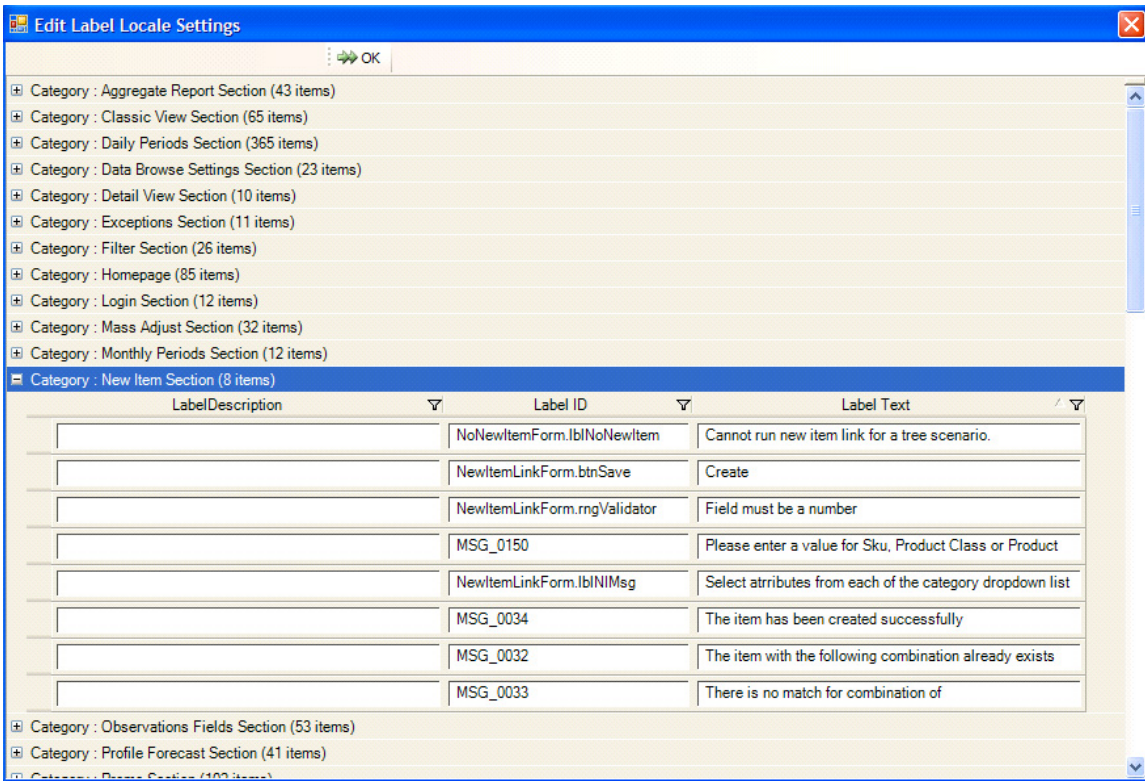 Edit Label Locale Settings
OK
Category : Aggregate Report Section (43 items)
Category : Classic View Section (65 items)
Category : Daily Periods Section (365 items)
Category : Data Browse Settings Section (23 items)
Category : Detail View Section (10 items)
Category : Exceptions Section (11 items)
Category : Filter Section (26 items)
Category : Homepage (85 items)
Category : Login Section (12 items)
Category : Mass Adjust Section (32 items)
Category : Monthly Periods Section (12 items)
Category : New Item Section (8 items)
LabelDescription Label ID Label Text
NoNewItemForm.lblNoNewItem Cannot run new item link for a tree scenario.
NewItemLinkForm.btnSave Create
NewItemLinkForm.rngValidator Field must be a number
MSG_0150 Please enter a value for Sku, Product Class or Product
NewItemLinkForm.lblNIMsg Select atrributes from each of the category dropdown list
MSG_0034 The item has been created successfully
MSG_0032 The item with the following combination already exists
MSG_0033 There is no match for combination of
Category : Observations Fields Section (53 items)
Category : Profile Forecast Section (41 items)
Category : Promo Section (102 items)